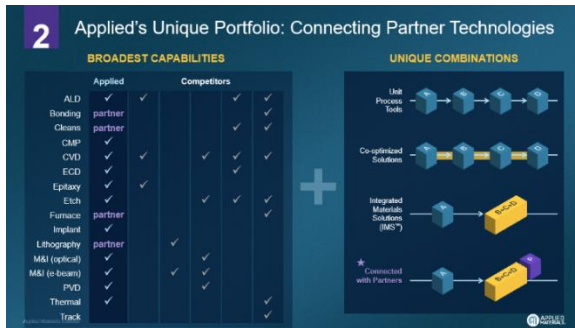 2
Applied's Unique Portfolio: Connecting Partner Technologies
BROADEST CAPABILITIES
Applied Competitors
ALD ✓ ✓ ✓ ✓
Bonding partner ✓
Cleans partner ✓ ✓
CMP ✓
CVD ✓ ✓ ✓ ✓ ✓
ECD ✓ ✓
Epitaxy ✓ ✓
Etch ✓ ✓ ✓ ✓
Furnace partner ✓
Implant ✓
Lithography partner ✓
M&I (optical) ✓ ✓
M&I (e-beam) ✓ ✓ ✓
PVD ✓ ✓
Thermal ✓ ✓
Track ✓
+
UNIQUE COMBINATIONS
Unit
Process
Tools
A B C D
Co-optimized
Solutions
A B C D
Integrated
Materials
Solutions
(IMS™)
A B+C+D
★
Connected
with Partners
A B+C+D E
APPLIED
MATERIALS